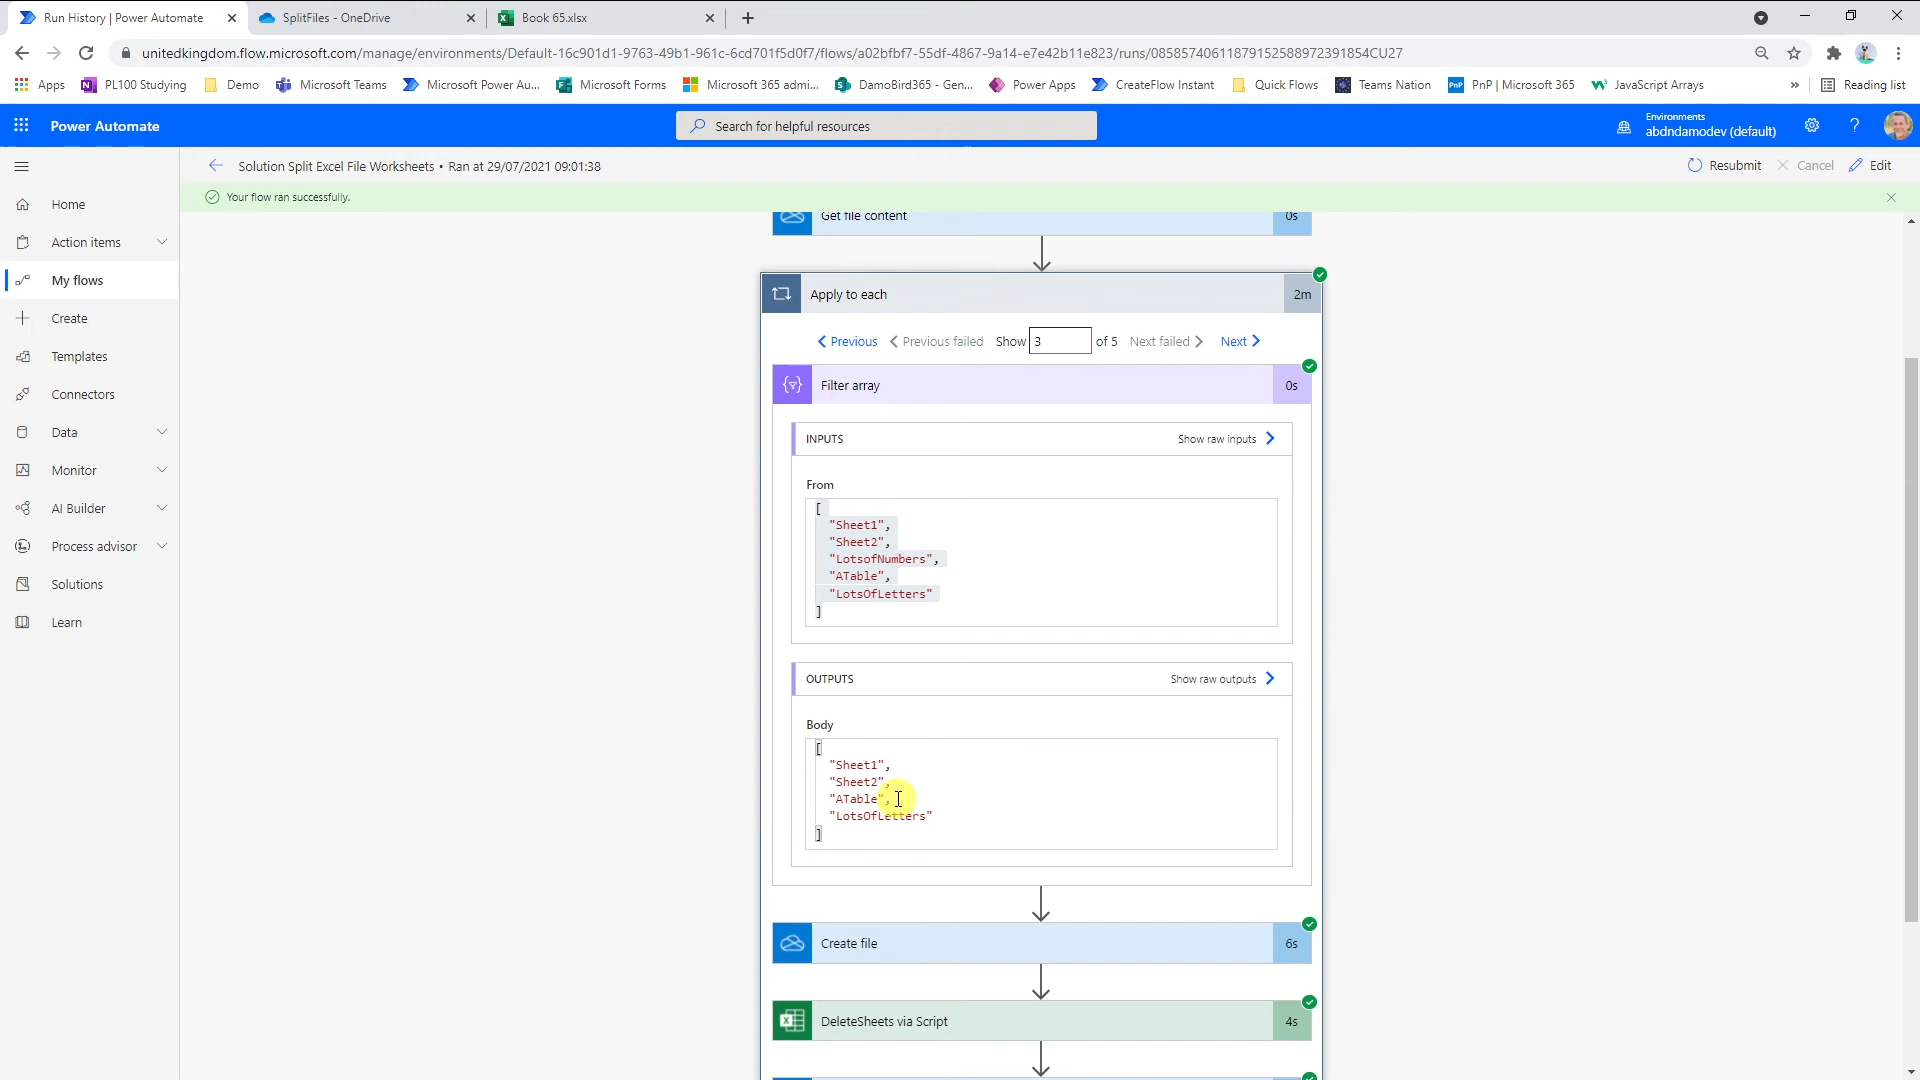 Run History | Power Automate
SplitFiles - OneDrive
Book 65.xlsx
unitedkingdom.flow.microsoft.com/manage/environments/Default-16c901d1-9763-49b1-961c-6cd701f5d0f7/flows/a02bfbf7-55df-4867-9a14-e7e42b11e823/runs/08585740611879152588972391854CU27
Apps
PL100 Studying
Demo
Microsoft Teams
Microsoft Power Au...
Microsoft Forms
Microsoft 365 admi...
DamoBird365 - Gen...
Power Apps
CreateFlow Instant
Quick Flows
Teams Nation
PnP | Microsoft 365
JavaScript Arrays
»
Reading list
Power Automate
Search for helpful resources
Environments
abdndamodev (default)
?
Solution Split Excel File Worksheets • Ran at 29/07/2021 09:01:38
Resubmit
Cancel
Edit
Your flow ran successfully.
Home
Action items
My flows
Create
Templates
Connectors
Data
Monitor
AI Builder
Process advisor
Solutions
Learn
Get file content
0s
Apply to each
2m
Previous
Previous failed
Show
3
of 5
Next failed
Next
Filter array
0s
INPUTS
Show raw inputs
From
[
"Sheet1",
"Sheet2",
"LotsofNumbers",
"ATable",
"LotsOfLetters"
]
OUTPUTS
Show raw outputs
Body
[
"Sheet1",
"Sheet2",
"ATable",
"LotsOfLetters"
]
Create file
6s
DeleteSheets via Script
4s